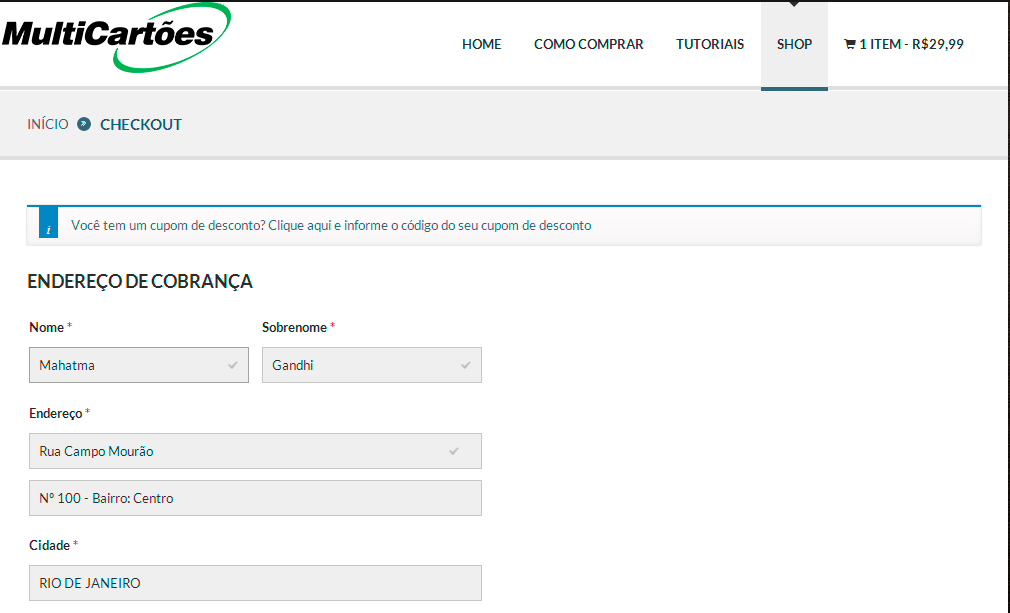 MultiCartões
HOME COMO COMPRAR TUTORIAIS SHOP 1 ITEM - R$29,99
INÍCIO » CHECKOUT
i Você tem um cupom de desconto? Clique aqui e informe o código do seu cupom de desconto
ENDEREÇO DE COBRANÇA
Nome * Sobrenome *
Mahatma Gandhi
Endereço *
Rua Campo Mourão
Nº 100 - Bairro: Centro
Cidade *
RIO DE JANEIRO